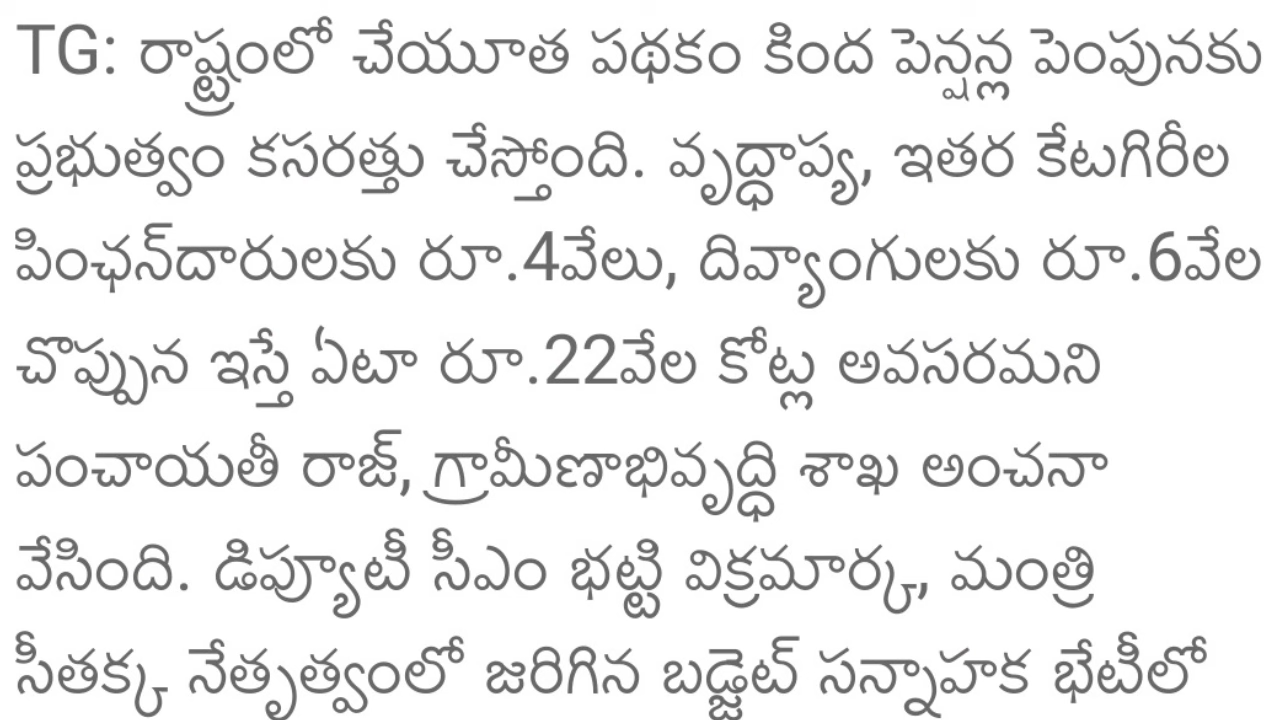 TG: రాష్ట్రంలో చేయూత పథకం కింద పెన్షన్ల పెంపునకు
ప్రభుత్వం కసరత్తు చేస్తోంది. వృద్ధాప్య, ఇతర కేటగిరీల
పింఛన్‌దారులకు రూ.4వేలు, దివ్యాంగులకు రూ.6వేల
చొప్పున ఇస్తే ఏటా రూ.22వేల కోట్ల అవసరమని
పంచాయతీ రాజ్, గ్రామీణాభివృద్ధి శాఖ అంచనా
వేసింది. డిప్యూటీ సీఎం భట్టి విక్రమార్క, మంత్రి
సీతక్క నేతృత్వంలో జరిగిన బడ్జెట్ సన్నాహక భేటీలో